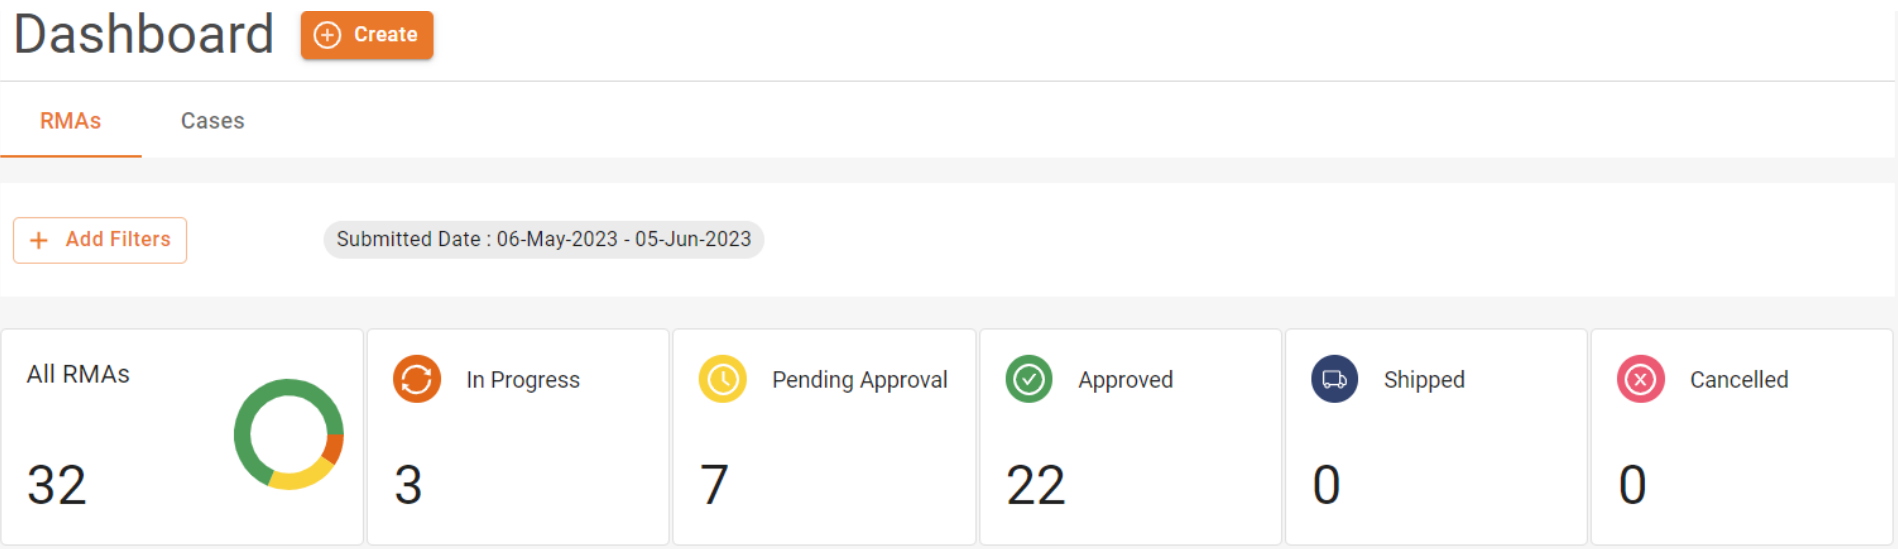 Dashboard
Create
RMAs
Cases
+ Add Filters
Submitted Date : 06-May-2023 - 05-Jun-2023
All RMAs
32
In Progress
3
Pending Approval
7
Approved
22
Shipped
0
Cancelled
0